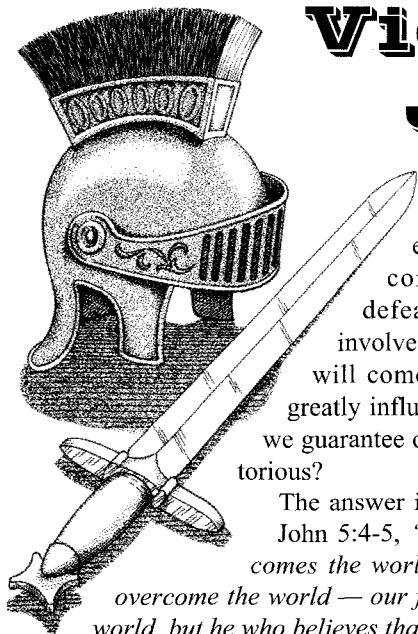 Vi
e
co
defea
involve
will com
greatly influ
we guarantee o
torious?
The answer i
John 5:4-5, "
comes the worl
overcome the world — our f
world, but he who believes tha